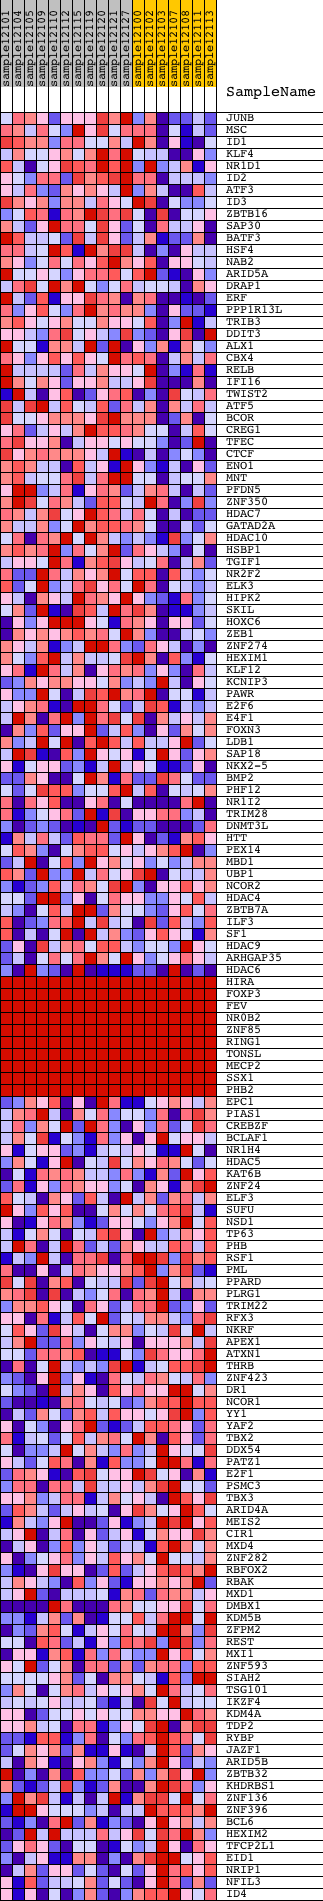 sample12101
sample12104
sample12105
sample12109
sample12110
sample12112
sample12115
sample12119
sample12120
sample12127
sample12100
sample12102
sample12103
sample12107
sample12108
sample12111
SampleName
JUNB
MSC
ID1
KLF4
NR1D1
ID2
ATF3
ID3
ZBTB16
SAP30
BATF3
HSF4
NAB2
ARID5A
DRAP1
ERF
PPP1R13L
TRIB3
DDIT3
ALX1
CBX4
RELB
IFI16
TWIST2
ATF5
BCOR
CREG1
TFEC
CTCF
ENO1
MNT
PFDN5
ZNF350
HDAC7
GATAD2A
HDAC10
HSBP1
TGIF1
NR2F2
ELK3
HIPK2
SKIL
HOXC6
ZEB1
ZNF274
HEXIM1
KLF12
KCNIP3
PAWR
E2F6
E4F1
FOXN3
LDB1
SAP18
NKX2-5
BMP2
PHF12
NR1I2
TRIM28
DNMT3L
HTT
PEX14
MBD1
UBP1
NCOR2
HDAC4
ZBTB7A
ILF3
SF1
HDAC9
ARHGAP35
HDAC6
HIRA
FOXP3
FEV
NR0B2
ZNF85
RING1
TONSL
MECP2
SSX1
PHB2
EPC1
PIAS1
CREBZF
BCLAF1
NR1H4
HDAC5
KAT6B
ZNF24
ELF3
SUFU
NSD1
TP63
PHB
RSF1
PML
PPARD
PLRG1
TRIM22
RFX3
NKRF
APEX1
ATXN1
THRB
ZNF423
DR1
NCOR1
YY1
YAF2
TBX2
DDX54
PATZ1
E2F1
PSMC3
TBX3
ARID4A
MEIS2
CIR1
MXD4
ZNF282
RBFOX2
RBAK
MXD1
DMBX1
KDM5B
ZFPM2
REST
MXI1
ZNF593
SIAH2
TSG101
IKZF4
KDM4A
TDP2
RYBP
JAZF1
ARID5B
ZBTB32
KHDRBS1
ZNF136
ZNF396
BCL6
HEXIM2
TFCP2L1
EID1
NRIP1
NFIL3
ID4